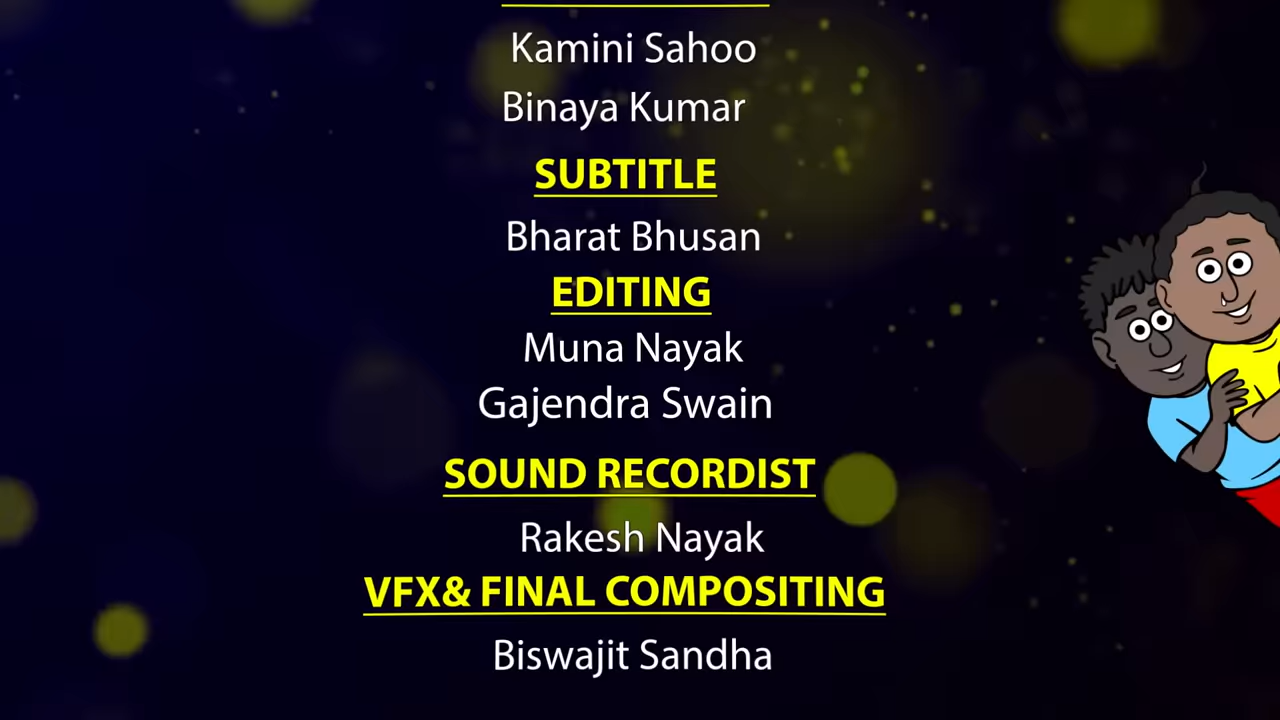 Kamini Sahoo
Binaya Kumar
SUBTITLE
Bharat Bhusan
EDITING
Muna Nayak
Gajendra Swain
SOUND RECORDIST
Rakesh Nayak
VFX& FINAL COMPOSITING
Biswajit Sandha